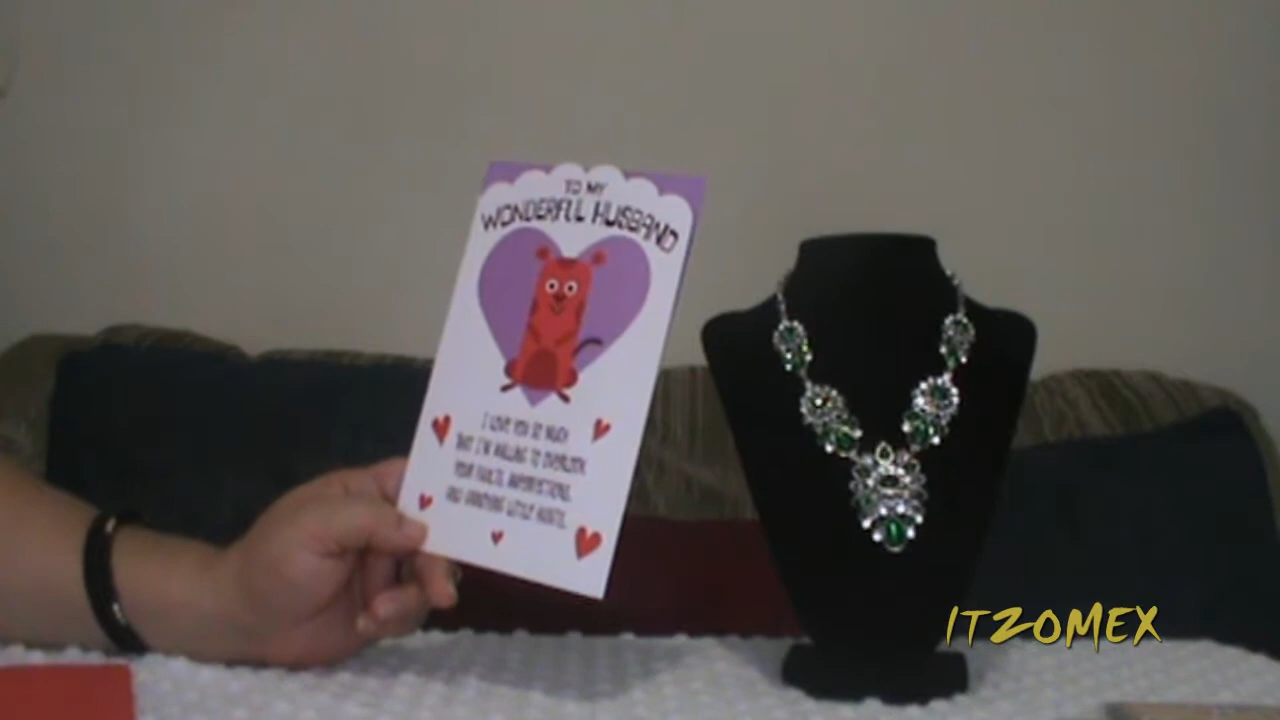 TO MY
WONDERFUL HUSBAND
I LOVE YOU SO MUCH
THAT I'M WILLING TO OVERLOOK
YOUR FAULTS, IMPERFECTIONS,
AND ANNOYING LITTLE HABITS.
ITZOMEX